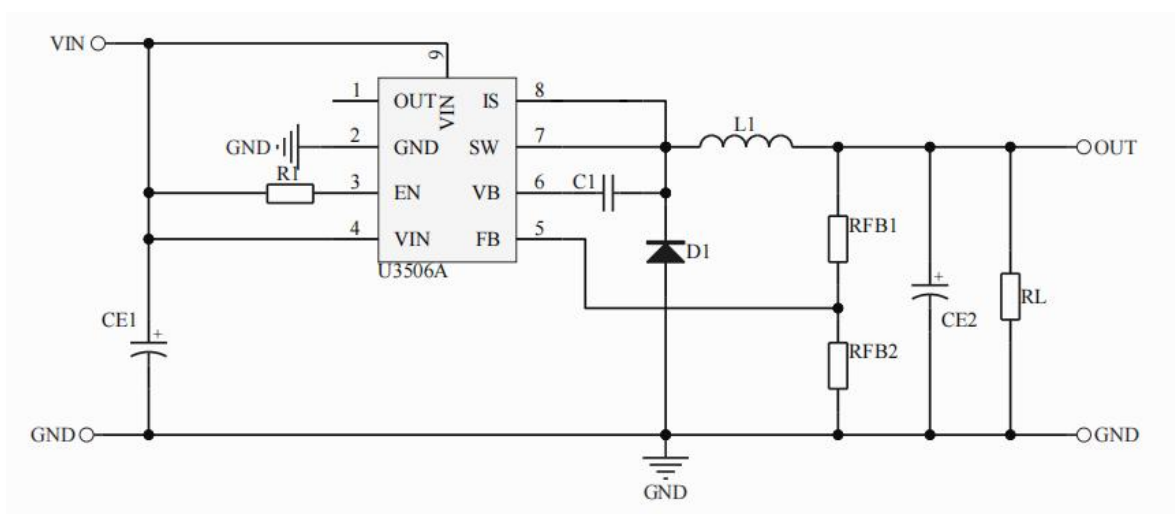 VIN
9
1
OUT
VIN
IS
8
GND
2
GND
SW
7
L1
OUT
R1
3
EN
VB
6
C1
4
VIN
FB
5
U3506A
D1
RFB1
CE1
+
+
CE2
RL
RFB2
GND
GND
GND